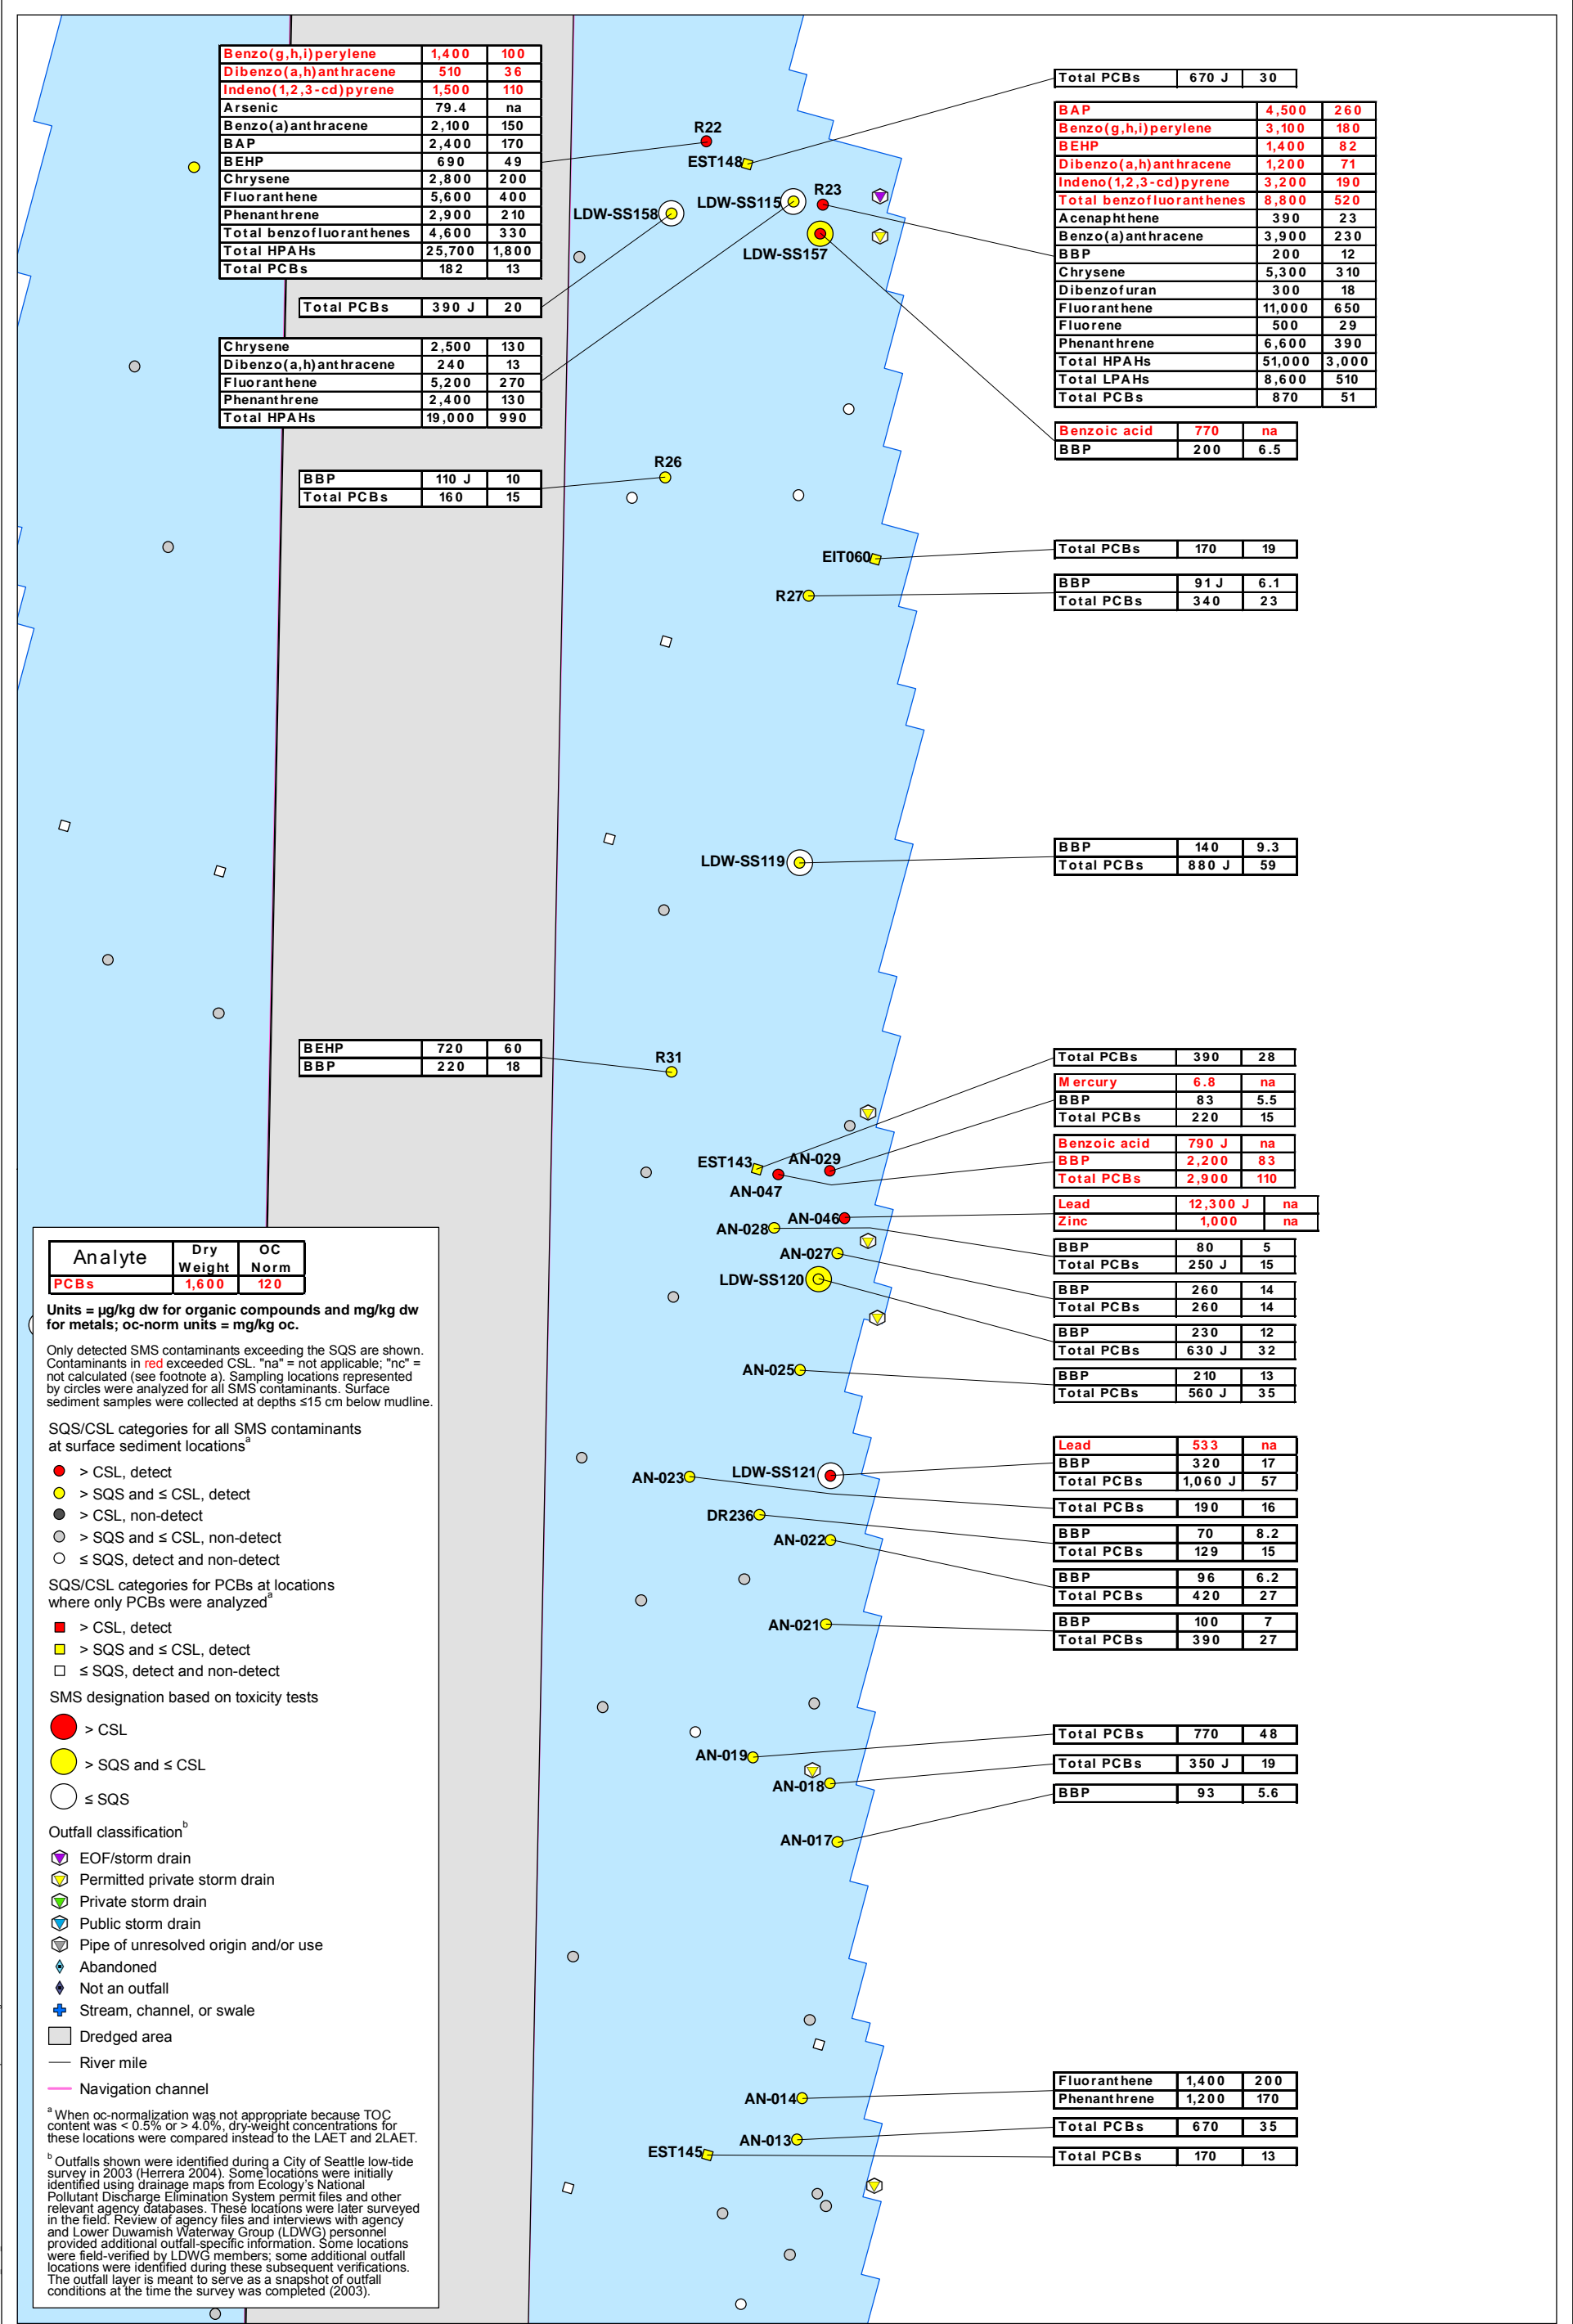 Benzo(g,h,i)perylene 1,400 100
Dibenzo(a,h)anthracene 510 36
Indeno(1,2,3-cd)pyrene 1,500 110
Arsenic 79.4 na
Benzo(a)anthracene 2,100 150
BAP 2,400 170
BEHP 690 49
Chrysene 2,800 200
Fluoranthene 5,600 400
Phenanthrene 2,900 210
Total benzofluoranthenes 4,600 330
Total HPAHs 25,700 1,800
Total PCBs 182 13
Total PCBs 390 J 20
Chrysene 2,500 130
Dibenzo(a,h)anthracene 240 13
Fluoranthene 5,200 270
Phenanthrene 2,400 130
Total HPAHs 19,000 990
BBP 110 J 10
Total PCBs 160 15
BEHP 720 60
BBP 220 18
R22
EST148
R23
LDW-SS115
LDW-SS158
LDW-SS157
R26
EIT060
R27
LDW-SS119
R31
EST143
AN-029
AN-047
AN-046
AN-028
AN-027
LDW-SS120
AN-025
AN-023
LDW-SS121
DR236
AN-022
AN-021
AN-019
AN-018
AN-017
AN-014
AN-013
EST145
Total PCBs 670 J 30
BAP 4,500 260
Benzo(g,h,i)perylene 3,100 180
BEHP 1,400 82
Dibenzo(a,h)anthracene 1,200 71
Indeno(1,2,3-cd)pyrene 3,200 190
Total benzofluoranthenes 8,800 520
Acenaphthene 390 23
Benzo(a)anthracene 3,900 230
BBP 200 12
Chrysene 5,300 310
Dibenzofuran 300 18
Fluoranthene 11,000 650
Fluorene 500 29
Phenanthrene 6,600 390
Total HPAHs 51,000 3,000
Total LPAHs 8,600 510
Total PCBs 870 51
Benzoic acid 770 na
BBP 200 6.5
Total PCBs 170 19
BBP 91 J 6.1
Total PCBs 340 23
BBP 140 9.3
Total PCBs 880 J 59
Total PCBs 390 28
Mercury 6.8 na
BBP 83 5.5
Total PCBs 220 15
Benzoic acid 790 J na
BBP 2,200 83
Total PCBs 2,900 110
Lead 12,300 J na
Zinc 1,000 na
BBP 80 5
Total PCBs 250 J 15
BBP 260 14
Total PCBs 260 14
BBP 230 12
Total PCBs 630 J 32
BBP 210 13
Total PCBs 560 J 35
Lead 533 na
BBP 320 17
Total PCBs 1,060 J 57
Total PCBs 190 16
BBP 70 8.2
Total PCBs 129 15
BBP 96 6.2
Total PCBs 420 27
BBP 100 7
Total PCBs 390 27
Total PCBs 770 48
Total PCBs 350 J 19
BBP 93 5.6
Fluoranthene 1,400 200
Phenanthrene 1,200 170
Total PCBs 670 35
Total PCBs 170 13
Analyte Dry Weight OC Norm
PCBs 1,600 120
Units = µg/kg dw for organic compounds and mg/kg dw
for metals; oc-norm units = mg/kg oc.
Only detected SMS contaminants exceeding the SQS are shown.
Contaminants in red exceeded CSL. "na" = not applicable; "nc" =
not calculated (see footnote a). Sampling locations represented
by circles were analyzed for all SMS contaminants. Surface
sediment samples were collected at depths ≤15 cm below mudline.
SQS/CSL categories for all SMS contaminants
at surface sediment locations a
> CSL, detect
> SQS and ≤ CSL, detect
> CSL, non-detect
> SQS and ≤ CSL, non-detect
≤ SQS, detect and non-detect
SQS/CSL categories for PCBs at locations
where only PCBs were analyzed a
> CSL, detect
> SQS and ≤ CSL, detect
≤ SQS, detect and non-detect
SMS designation based on toxicity tests
> CSL
> SQS and ≤ CSL
≤ SQS
Outfall classification b
EOF/storm drain
Permitted private storm drain
Private storm drain
Public storm drain
Pipe of unresolved origin and/or use
Abandoned
Not an outfall
Stream, channel, or swale
Dredged area
River mile
Navigation channel
a When oc-normalization was not appropriate because TOC
content was < 0.5% or > 4.0%, dry-weight concentrations for
these locations were compared instead to the LAET and 2LAET.
b Outfalls shown were identified during a City of Seattle low-tide
survey in 2003 (Herrera 2004). Some locations were initially
identified using drainage maps from Ecology's National
Pollutant Discharge Elimination System permit files and other
relevant agency databases. These locations were later surveyed
in the field. Review of agency files and interviews with agency
and Lower Duwamish Waterway Group (LDWG) personnel
provided additional outfall-specific information. Some locations
were field-verified by LDWG members; some additional outfall
locations were identified during these subsequent verifications.
The outfall layer is meant to serve as a snapshot of outfall
conditions at the time the survey was completed (2003).